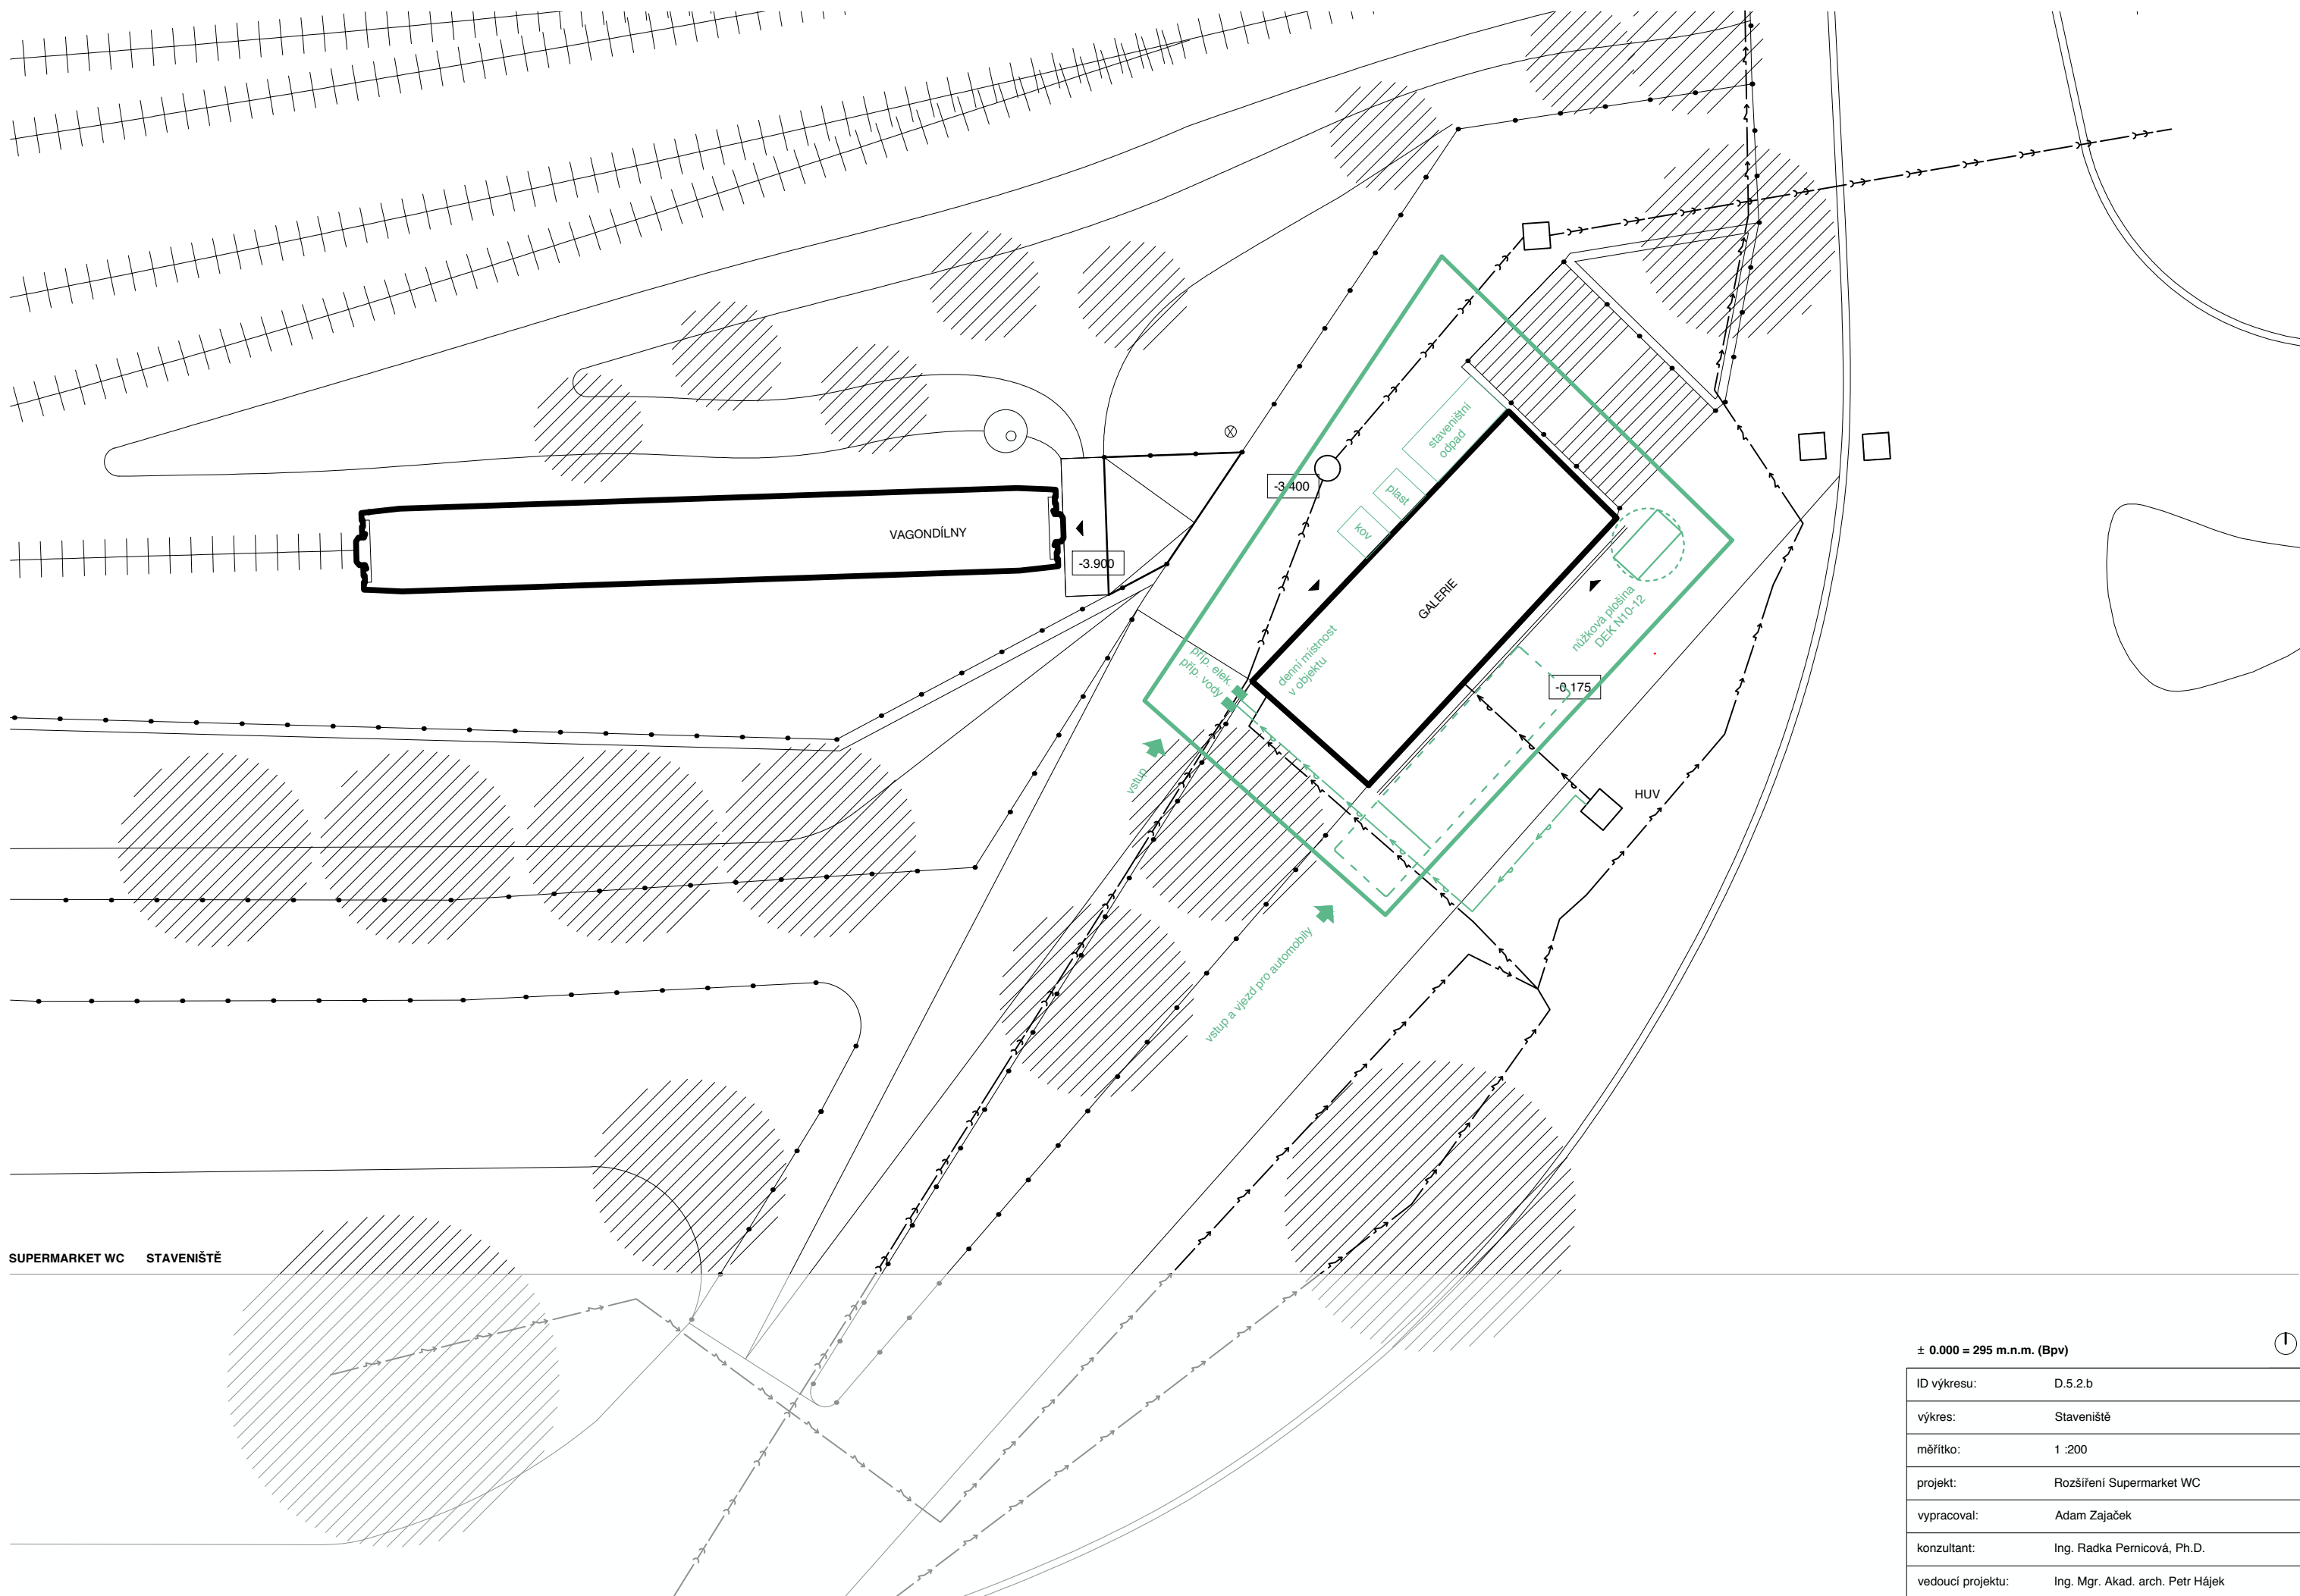 staveništní
odpad
-3.400
plast
kov
VAGONDÍLNY
-3.900
GALERIE
nůžková plošina
DEK N10-12
denní místnost
v objektu
příp. elek.
příp. vody
-0.175
vstup
HUV
vstup a vjezd pro automobily
SUPERMARKET WC STAVENIŠTĚ
± 0.000 = 295 m.n.m. (Bpv)
ID výkresu: D.5.2.b
výkres: Staveniště
měřítko: 1 :200
projekt: Rozšíření Supermarket WC
vypracoval: Adam Zajaček
konzultant: Ing. Radka Pernicová, Ph.D.
vedoucí projektu: Ing. Mgr. Akad. arch. Petr Hájek